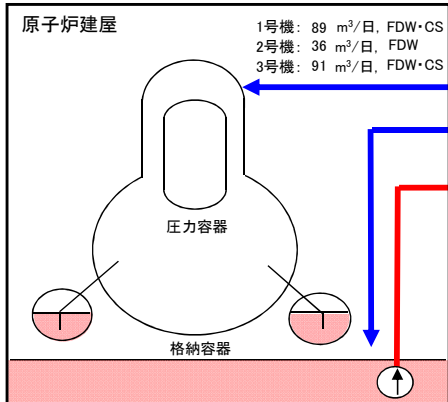 原子炉建屋
1号機: 89 m³/日, FDW・CS
2号機: 36 m³/日, FDW
3号機: 91 m³/日, FDW・CS
圧力容器
格納容器